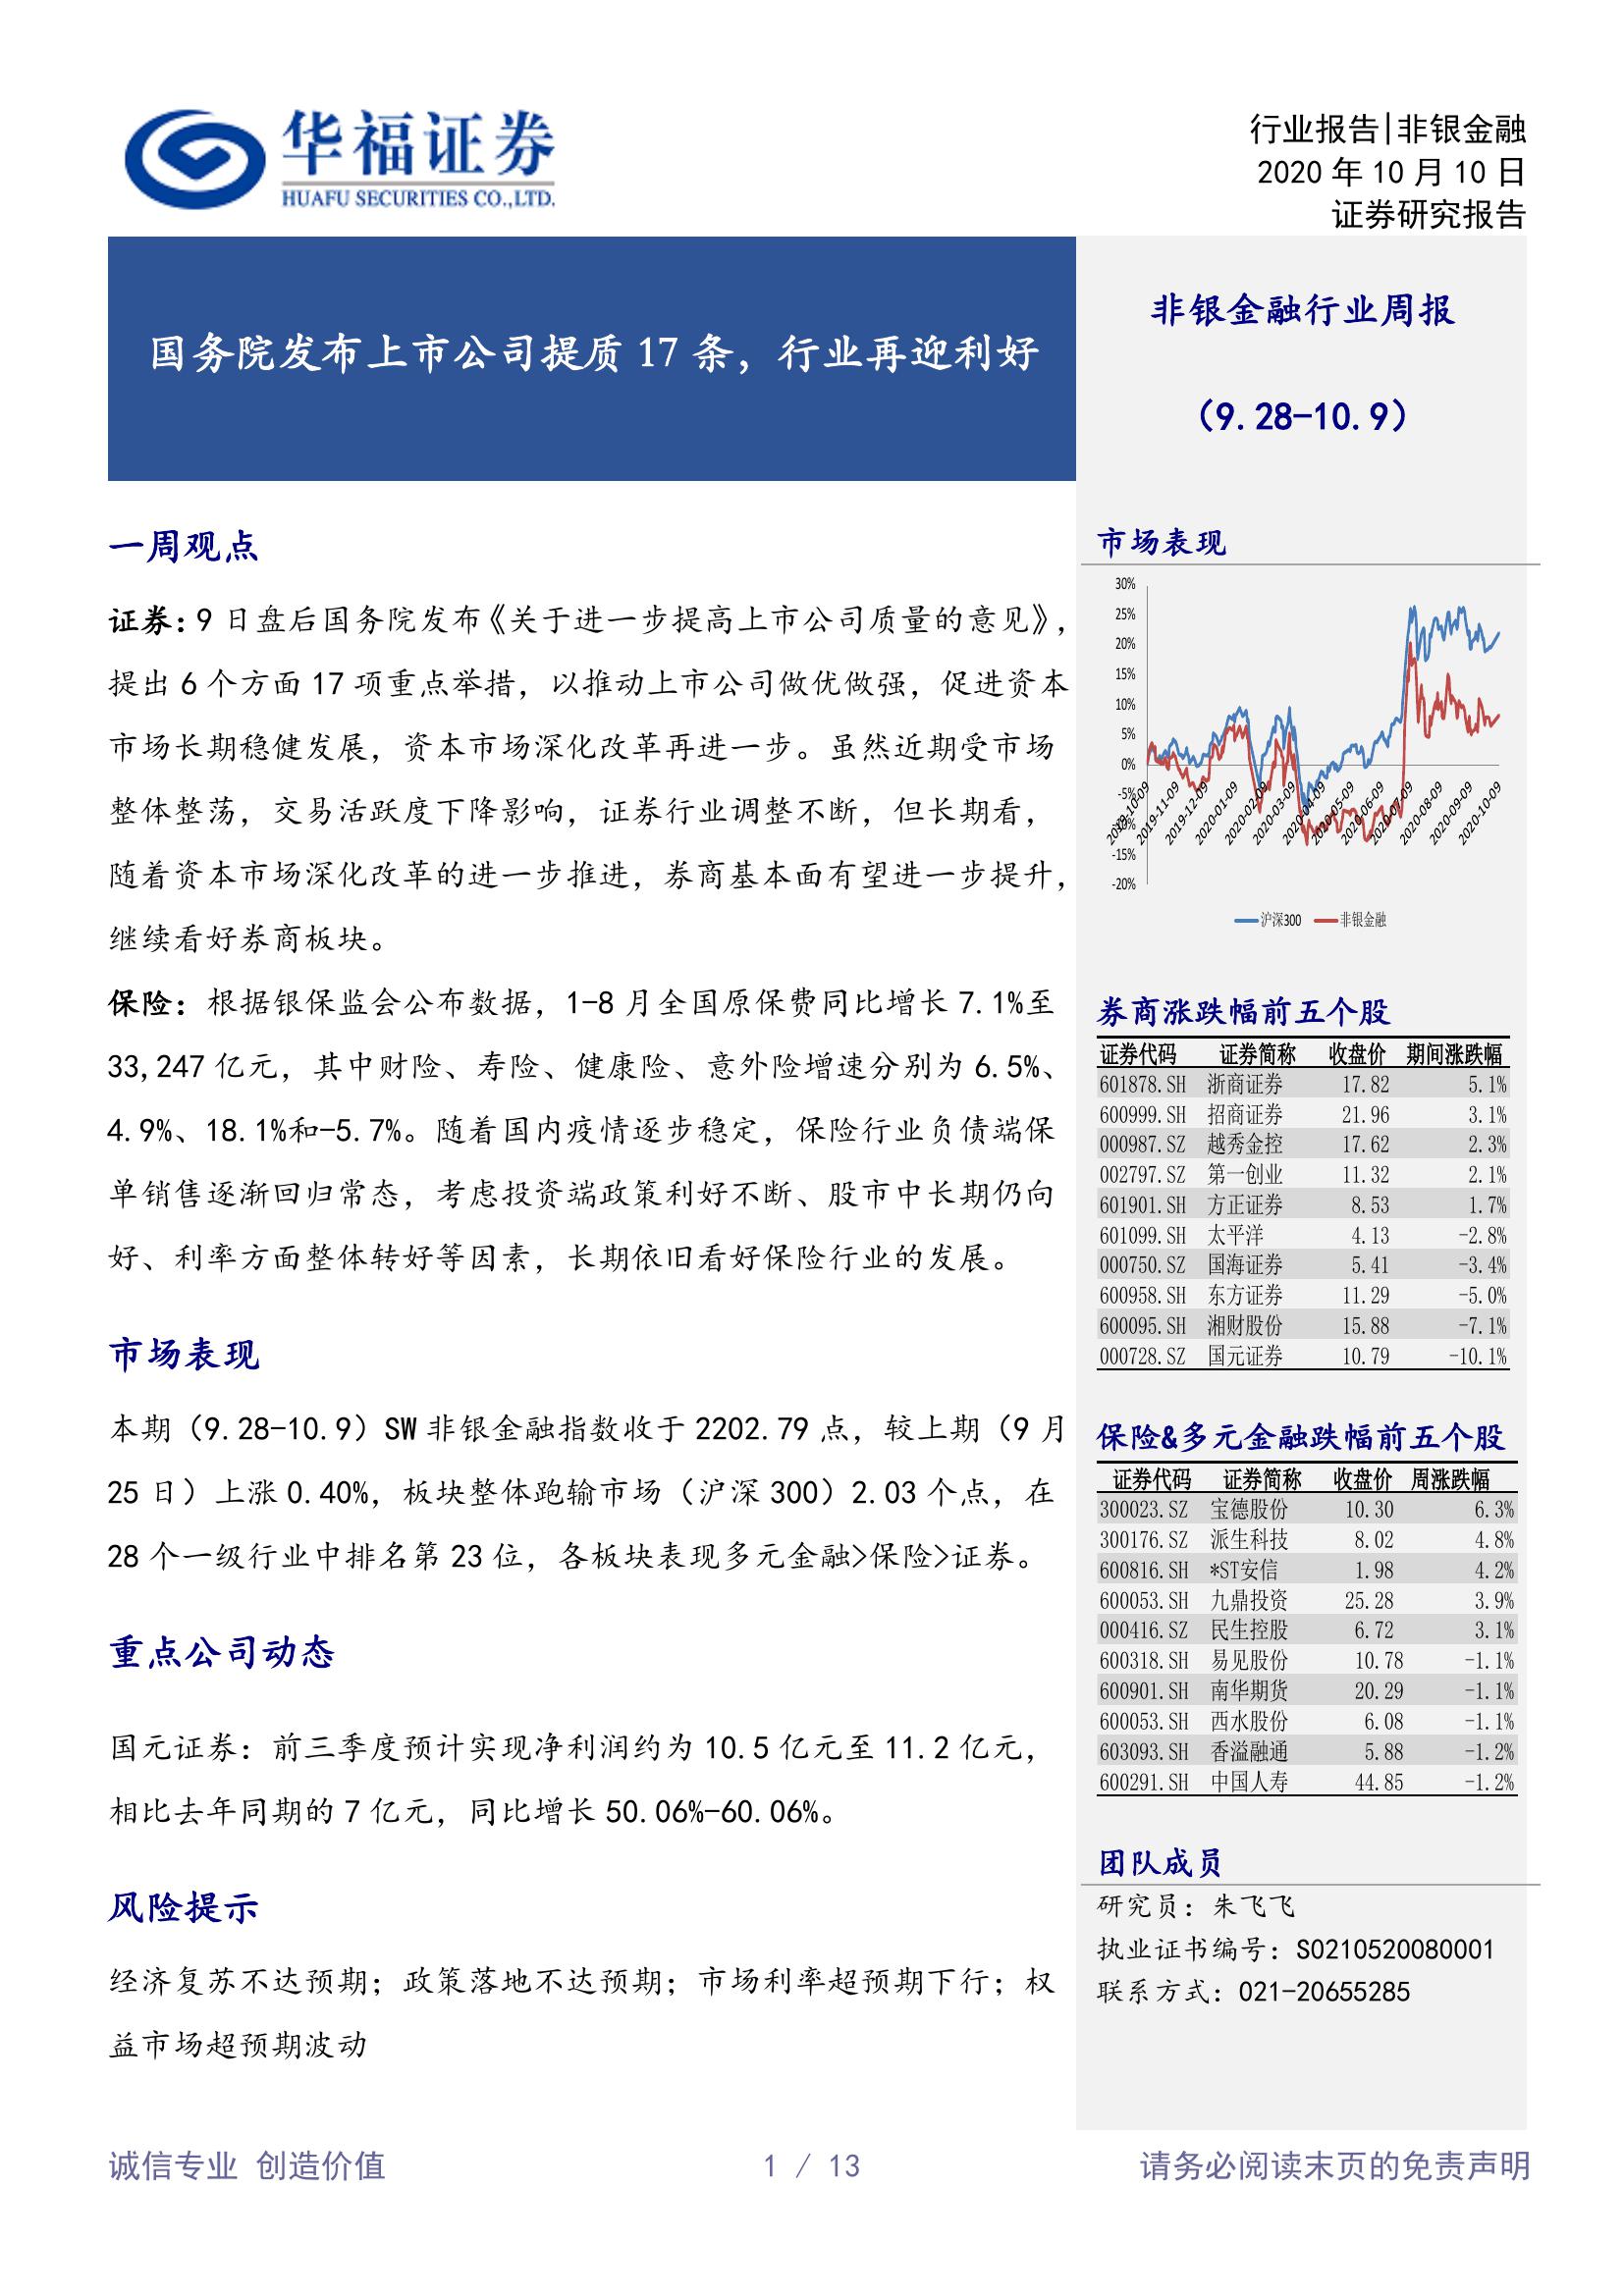 华福证券
HUAFU SECURITIES CO.,LTD.
行业报告|非银金融
2020 年 10 月 10 日
证券研究报告
国务院发布上市公司提质 17 条，行业再迎利好
非银金融行业周报
（9.28-10.9）
一周观点
证券：9 日盘后国务院发布《关于进一步提高上市公司质量的意见》，
提出 6 个方面 17 项重点举措，以推动上市公司做优做强，促进资本
市场长期稳健发展，资本市场深化改革再进一步。虽然近期受市场
整体整荡，交易活跃度下降影响，证券行业调整不断，但长期看，
随着资本市场深化改革的进一步推进，券商基本面有望进一步提升，
继续看好券商板块。
保险：根据银保监会公布数据，1-8 月全国原保费同比增长 7.1%至
33,247 亿元，其中财险、寿险、健康险、意外险增速分别为 6.5%、
4.9%、18.1%和-5.7%。随着国内疫情逐步稳定，保险行业负债端保
单销售逐渐回归常态，考虑投资端政策利好不断、股市中长期仍向
好、利率方面整体转好等因素，长期依旧看好保险行业的发展。
市场表现
本期（9.28-10.9）SW 非银金融指数收于 2202.79 点，较上期（9 月
25 日）上涨 0.40%，板块整体跑输市场（沪深 300）2.03 个点，在
28 个一级行业中排名第 23 位，各板块表现多元金融>保险>证券。
重点公司动态
国元证券：前三季度预计实现净利润约为 10.5 亿元至 11.2 亿元，
相比去年同期的 7 亿元，同比增长 50.06%-60.06%。
风险提示
经济复苏不达预期；政策落地不达预期；市场利率超预期下行；权
益市场超预期波动
市场表现
30%
25%
20%
15%
10%
5%
0%
-5%
-10%
-15%
-20%
2019-10-09 2019-11-09 2019-12-09 2020-01-09 2020-02-09 2020-03-09 2020-04-09 2020-05-09 2020-06-09 2020-07-09 2020-08-09 2020-09-09 2020-10-09
沪深300 非银金融
券商涨跌幅前五个股
证券代码 证券简称 收盘价 期间涨跌幅
601878.SH 浙商证券 17.82 5.1%
600999.SH 招商证券 21.96 3.1%
000987.SZ 越秀金控 17.62 2.3%
002797.SZ 第一创业 11.32 2.1%
601901.SH 方正证券 8.53 1.7%
601099.SH 太平洋 4.13 -2.8%
000750.SZ 国海证券 5.41 -3.4%
600958.SH 东方证券 11.29 -5.0%
600095.SH 湘财股份 15.88 -7.1%
000728.SZ 国元证券 10.79 -10.1%
保险&多元金融跌幅前五个股
证券代码 证券简称 收盘价 周涨跌幅
300023.SZ 宝德股份 10.30 6.3%
300176.SZ 派生科技 8.02 4.8%
600816.SH *ST安信 1.98 4.2%
600053.SH 九鼎投资 25.28 3.9%
000416.SZ 民生控股 6.72 3.1%
600318.SH 易见股份 10.78 -1.1%
600901.SH 南华期货 20.29 -1.1%
600053.SH 西水股份 6.08 -1.1%
603093.SH 香溢融通 5.88 -1.2%
600291.SH 中国人寿 44.85 -1.2%
团队成员
研究员：朱飞飞
执业证书编号：S0210520080001
联系方式：021-20655285
诚信专业 创造价值
1 / 13
请务必阅读末页的免责声明